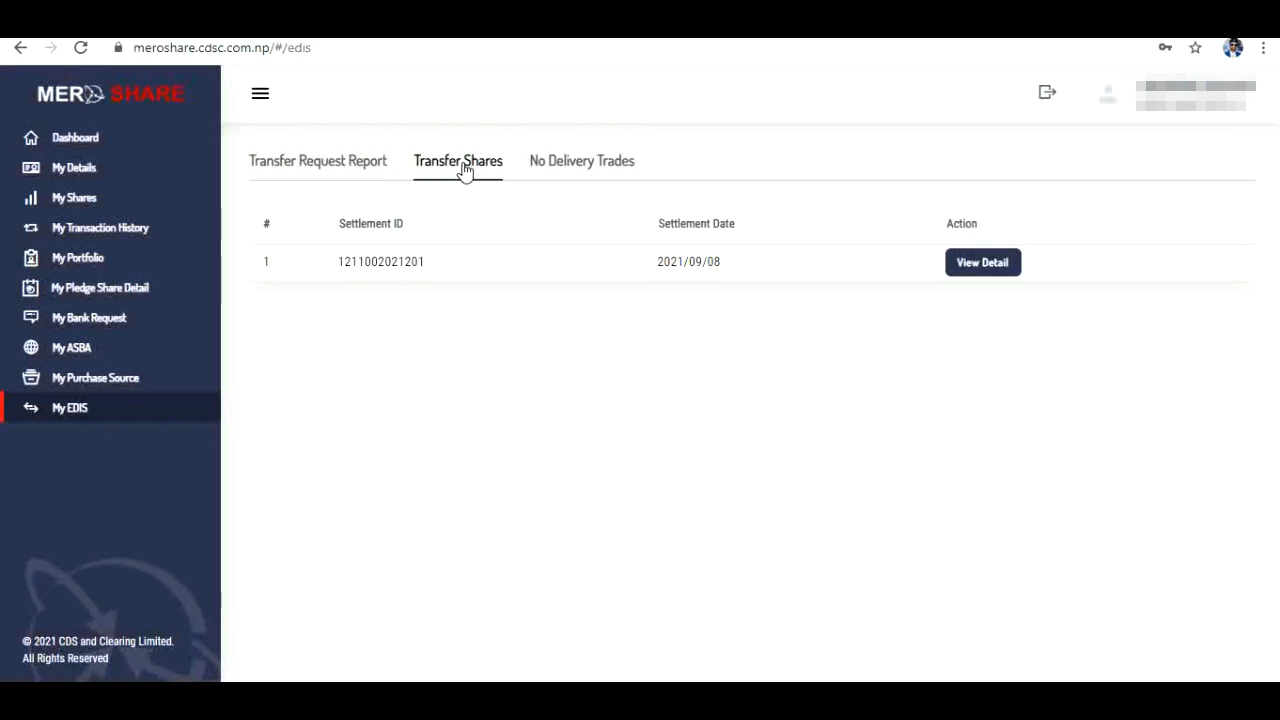 meroshare.cdsc.com.np/#/edis
MERO SHARE
Dashboard
My Details
My Shares
My Transaction History
My Portfolio
My Pledge Share Detail
My Bank Request
My ASBA
My Purchase Source
My EDIS
© 2021 CDS and Clearing Limited.
All Rights Reserved
Transfer Request Report Transfer Shares No Delivery Trades
# Settlement ID Settlement Date Action
1 1211002021201 2021/09/08 View Detail